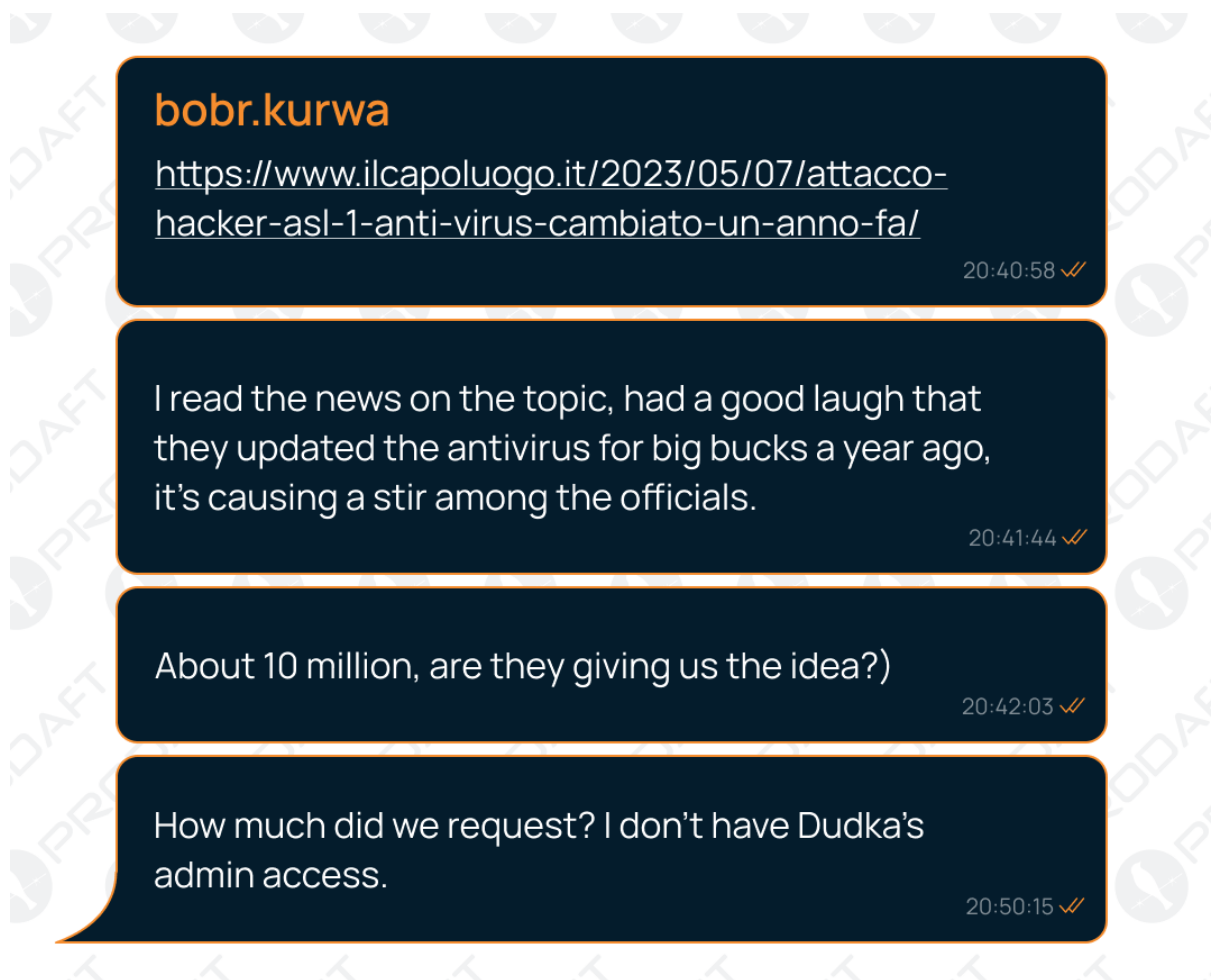 bobr.kurwa
https://www.ilcapoluogo.it/2023/05/07/attacco-
hacker-asl-1-anti-virus-cambiato-un-anno-fa/
20:40:58
I read the news on the topic, had a good laugh that
they updated the antivirus for big bucks a year ago,
it's causing a stir among the officials.
20:41:44
About 10 million, are they giving us the idea?)
20:42:03
How much did we request? I don't have Dudka's
admin access.
20:50:15